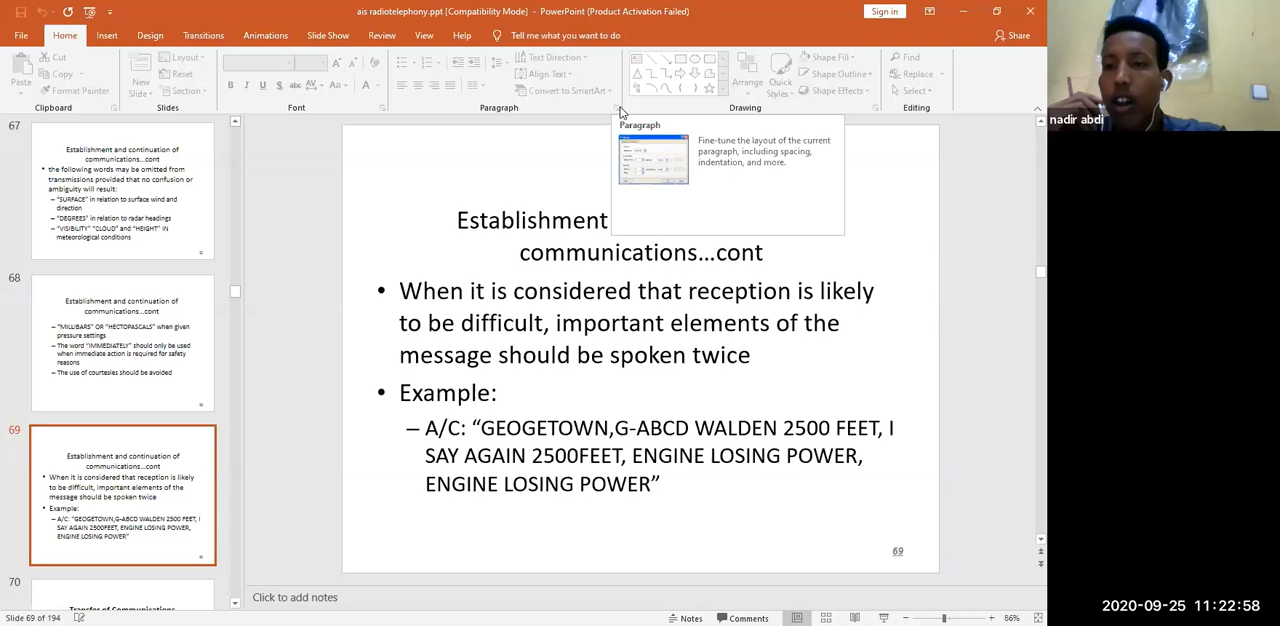 ais radiotelephony.ppt [Compatibility Mode] - PowerPoint (Product Activation Failed)
Sign in
File Home Insert Design Transitions Animations Slide Show Review View Help Tell me what you want to do
Share
Paste
Cut
Copy
Format Painter
New
Slide
Layout
Reset
Section
B I U S abc AV Aa A
Text Direction
Align Text
Convert to SmartArt
Arrange
Quick
Styles
Shape Fill
Shape Outline
Shape Effects
Find
Replace
Select
Clipboard Slides Font Paragraph Drawing Editing
nadir abdi
Paragraph
Fine-tune the layout of the current
paragraph, including spacing,
indentation, and more.
67
Establishment and continuation of
communications...cont
• the following words may be omitted from
transmissions provided that no confusion or
ambiguity will result:
– "SURFACE" in relation to surface wind and
direction
– "DEGREES" in relation to radar headings
– "VISIBILITY" "CLOUD" and "HEIGHT" IN
meteorological conditions
68
Establishment and continuation of
communications...cont
– "MILLIBARS" OR "HECTOPASCALS" when given
pressure settings
– The word "IMMEDIATELY" should only be used
when immediate action is required for safety
reasons
– The use of courtesies should be avoided
69
Establishment and continuation of
communications...cont
• When it is considered that reception is likely
to be difficult, important elements of the
message should be spoken twice
• Example:
– A/C: "GEOGETOWN,G-ABCD WALDEN 2500 FEET, I
SAY AGAIN 2500FEET, ENGINE LOSING POWER,
ENGINE LOSING POWER"
70
Transfer of Communications
Establishment
communications...cont
• When it is considered that reception is likely
to be difficult, important elements of the
message should be spoken twice
• Example:
– A/C: "GEOGETOWN,G-ABCD WALDEN 2500 FEET, I
SAY AGAIN 2500FEET, ENGINE LOSING POWER,
ENGINE LOSING POWER"
69
Click to add notes
Slide 69 of 194
Notes
Comments
86%
2020-09-25 11:22:58